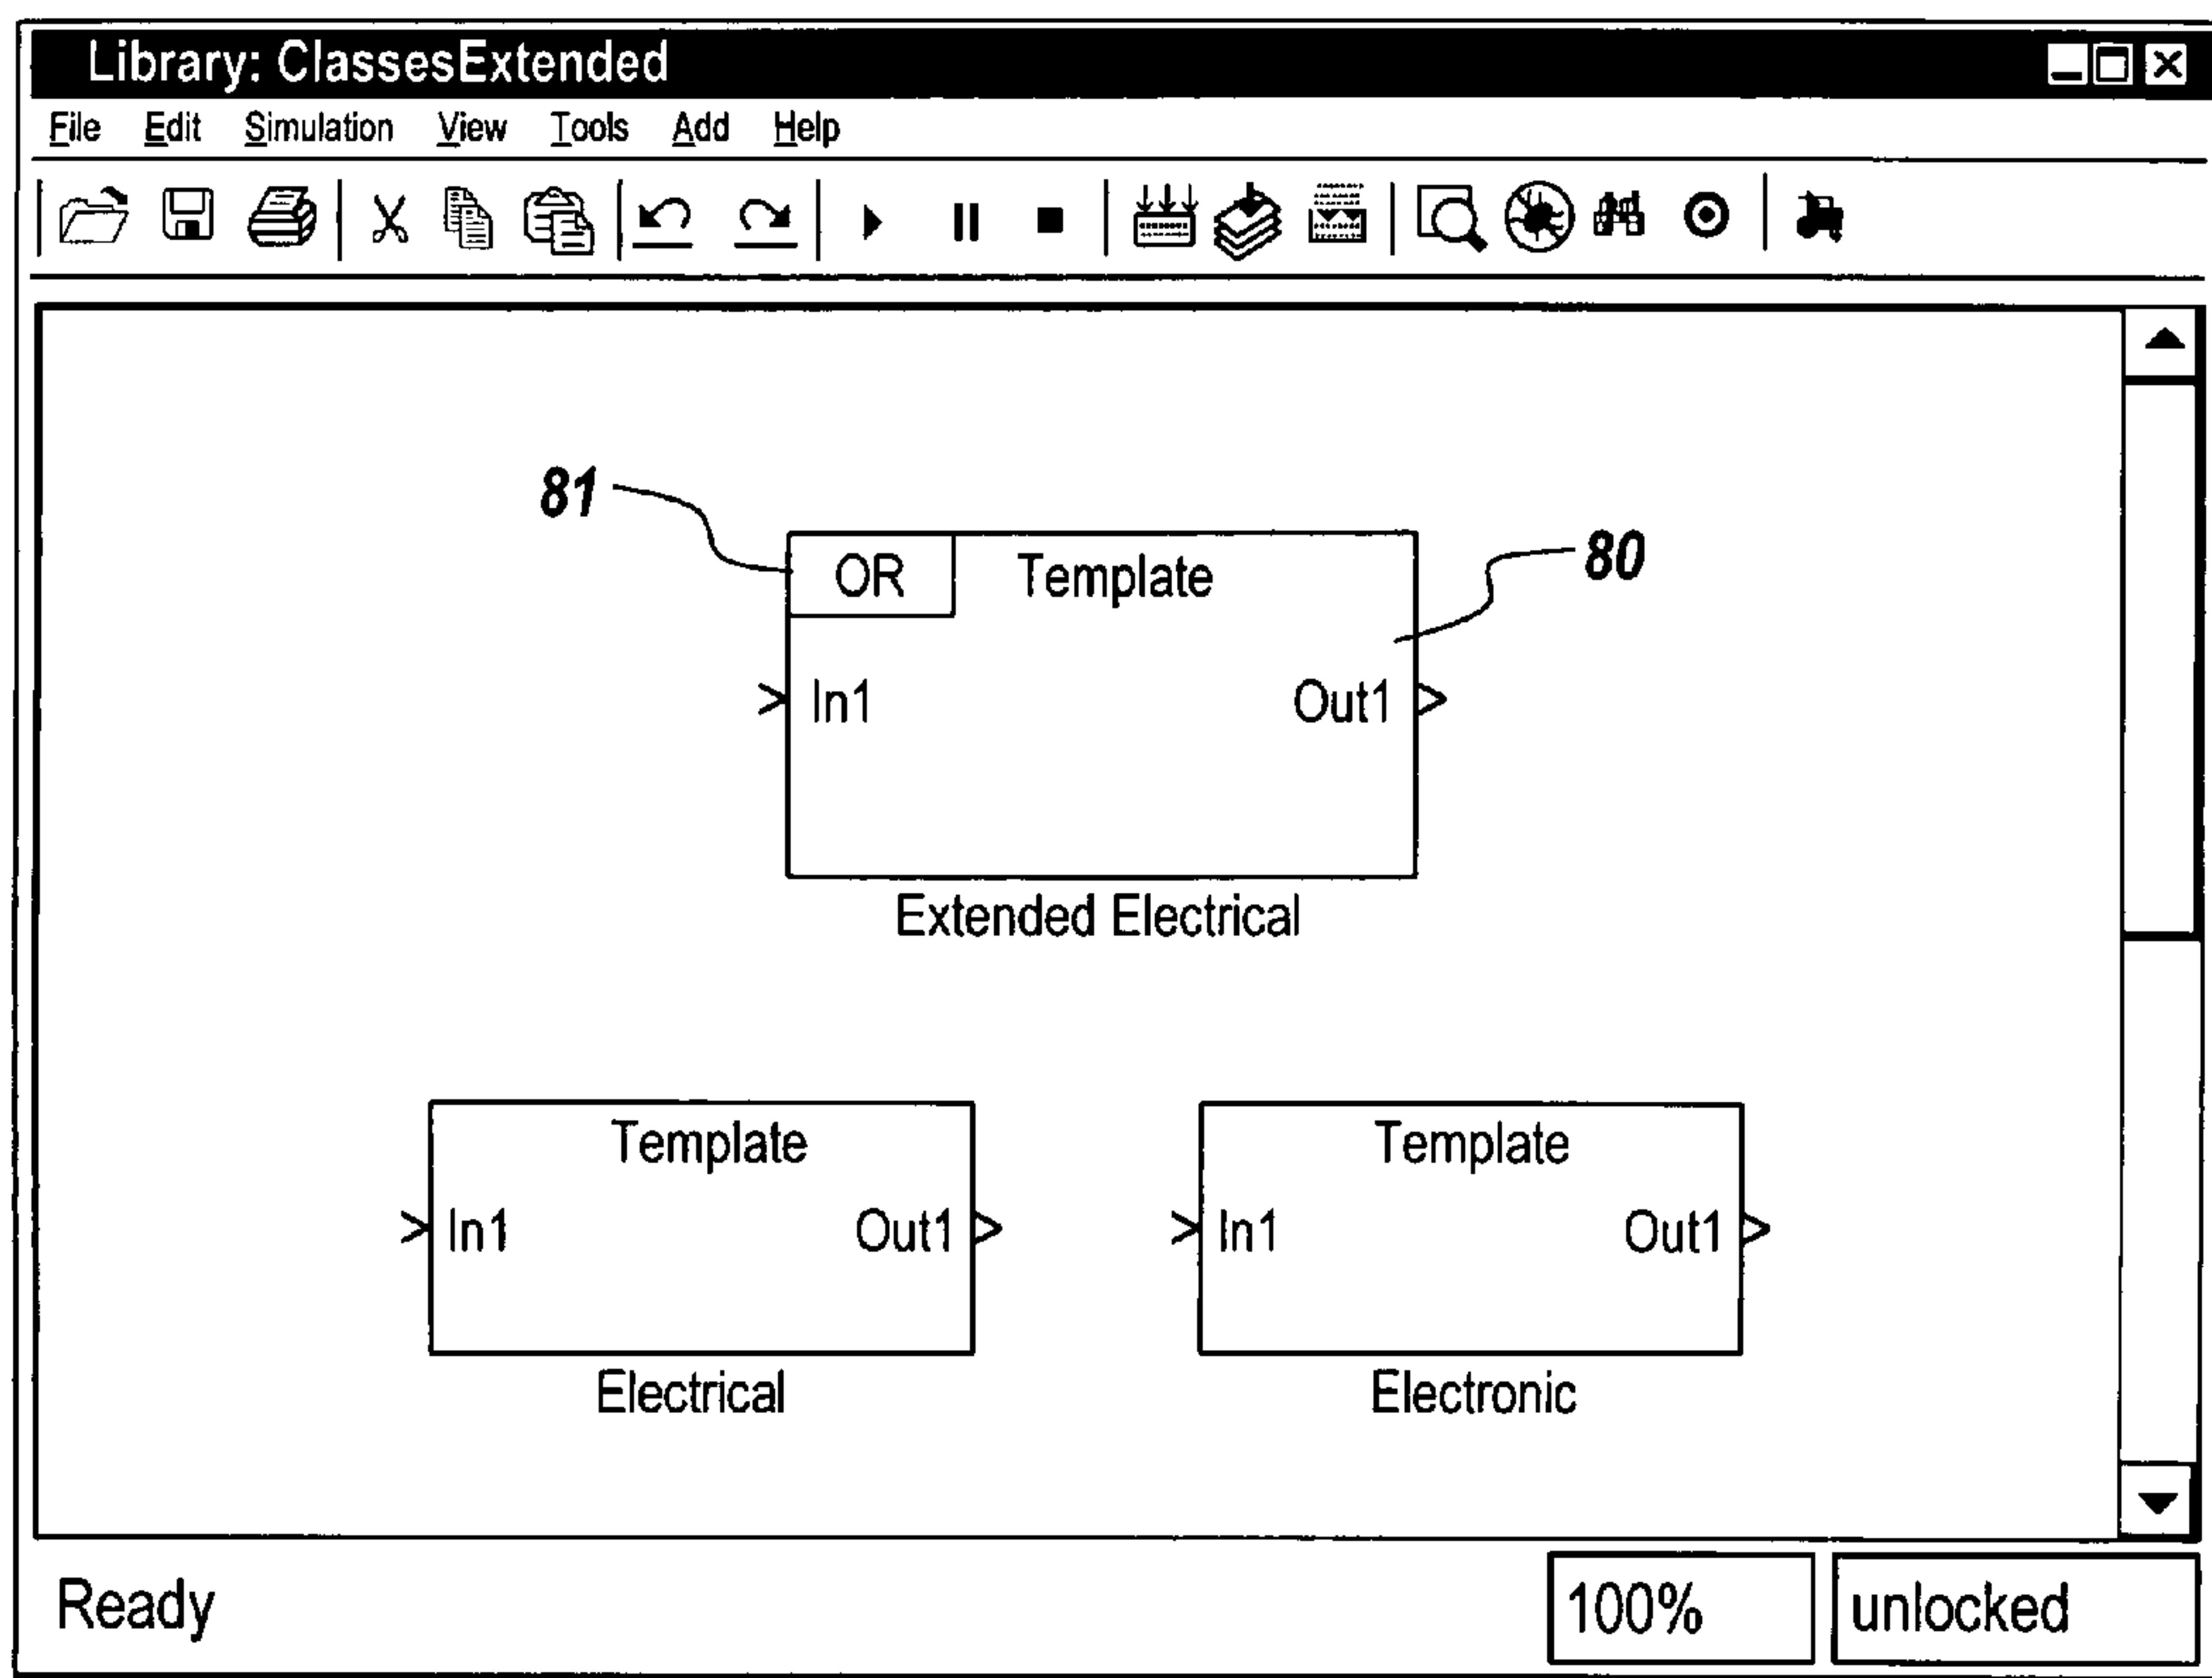 Library: ClassesExtended
File Edit Simulation View Tools Add Help
81
OR Template
80
In1 Out1
Extended Electrical
Template Template
In1 Out1 In1 Out1
Electrical Electronic
Ready 100% unlocked